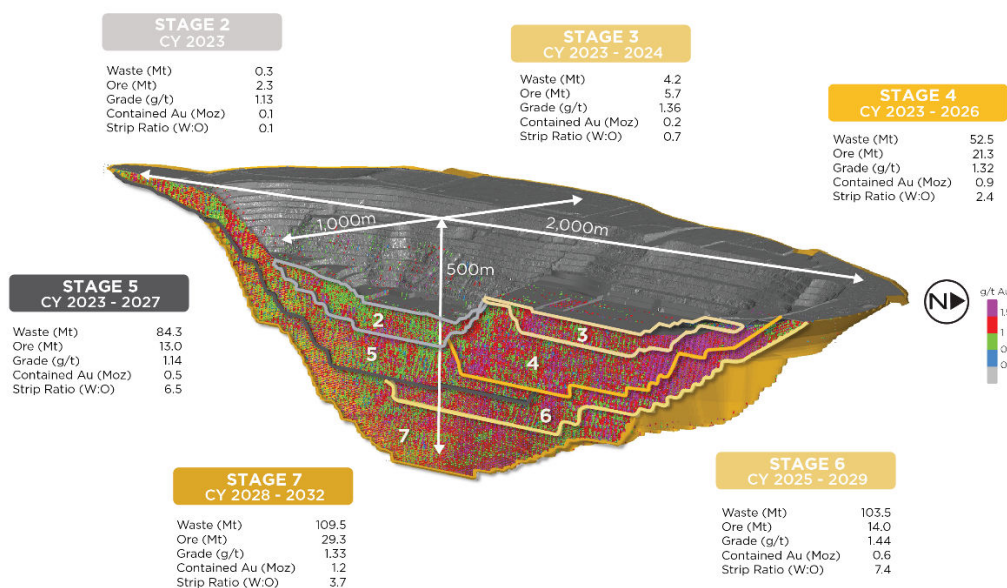 STAGE 2
CY 2023
Waste (Mt) 0.3
Ore (Mt) 2.3
Grade (g/t) 1.13
Contained Au (Moz) 0.1
Strip Ratio (W:O) 0.1
STAGE 3
CY 2023 - 2024
Waste (Mt) 4.2
Ore (Mt) 5.7
Grade (g/t) 1.36
Contained Au (Moz) 0.2
Strip Ratio (W:O) 0.7
STAGE 4
CY 2023 - 2026
Waste (Mt) 52.5
Ore (Mt) 21.3
Grade (g/t) 1.32
Contained Au (Moz) 0.9
Strip Ratio (W:O) 2.4
1,000m
2,000m
500m
STAGE 5
CY 2023 - 2027
Waste (Mt) 84.3
Ore (Mt) 13.0
Grade (g/t) 1.14
Contained Au (Moz) 0.5
Strip Ratio (W:O) 6.5
2
3
5
4
6
7
N
g/t Au
STAGE 7
CY 2028 - 2032
Waste (Mt) 109.5
Ore (Mt) 29.3
Grade (g/t) 1.33
Contained Au (Moz) 1.2
Strip Ratio (W:O) 3.7
STAGE 6
CY 2025 - 2029
Waste (Mt) 103.5
Ore (Mt) 14.0
Grade (g/t) 1.44
Contained Au (Moz) 0.6
Strip Ratio (W:O) 7.4